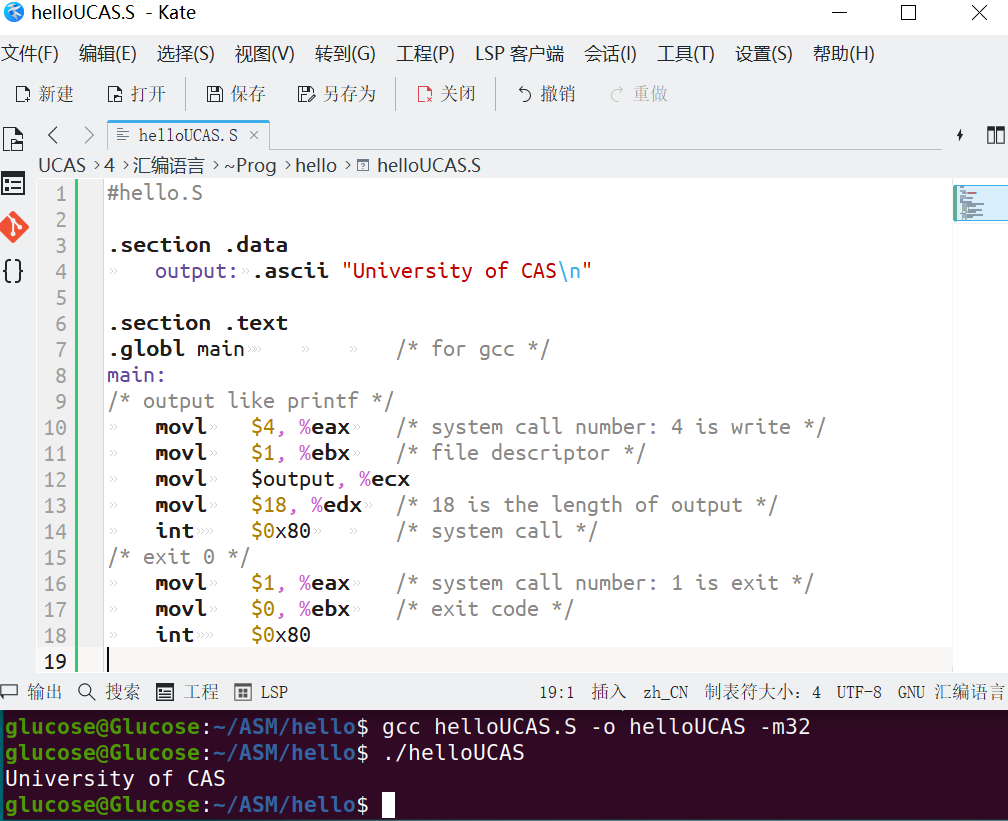 helloUCAS.S - Kate
文件(F) 编辑(E) 选择(S) 视图(V) 转到(G) 工程(P) LSP 客户端 会话(I) 工具(T) 设置(S) 帮助(H)
新建 打开 保存 另存为 关闭 撤销 重做
helloUCAS.S
UCAS > 4 > 汇编语言 > ~Prog > hello > helloUCAS.S
1 #hello.S
2
3 .section .data
4 output: .ascii "University of CAS\n"
5
6 .section .text
7 .globl main /* for gcc */
8 main:
9 /* output like printf */
10 movl $4, %eax /* system call number: 4 is write */
11 movl $1, %ebx /* file descriptor */
12 movl $output, %ecx
13 movl $18, %edx /* 18 is the length of output */
14 int $0x80 /* system call */
15 /* exit 0 */
16 movl $1, %eax /* system call number: 1 is exit */
17 movl $0, %ebx /* exit code */
18 int $0x80
19
输出 搜索 工程 LSP 19:1 插入 zh_CN 制表符大小: 4 UTF-8 GNU 汇编语言
glucose@Glucose:~/ASM/hello$ gcc helloUCAS.S -o helloUCAS -m32
glucose@Glucose:~/ASM/hello$ ./helloUCAS
University of CAS
glucose@Glucose:~/ASM/hello$